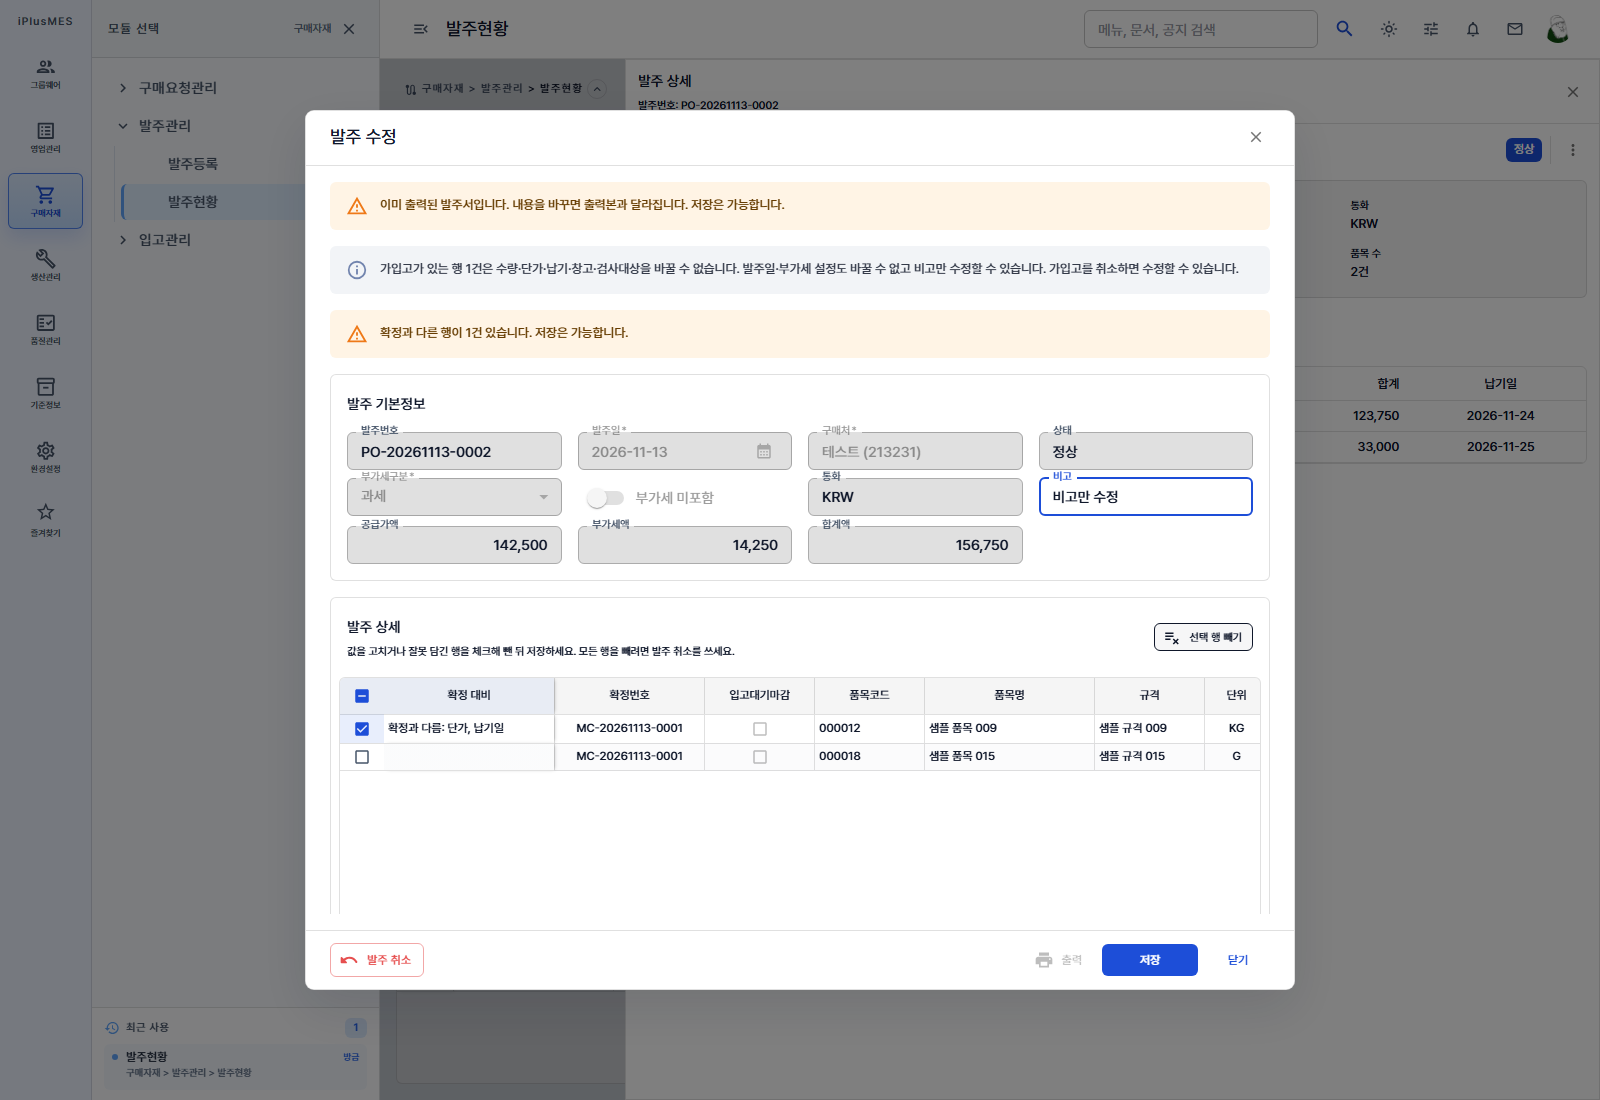 iPlusMES
그룹웨어
영업관리
구매자재
생산관리
품질관리
기준정보
환경설정
즐겨찾기
모듈 선택
구매자재
구매요청관리
발주관리
발주등록
발주현황
입고관리
최근 사용
1
발주현황
방금
구매자재 > 발주관리 > 발주현황
발주현황
메뉴, 문서, 공지 검색
구매자재 > 발주관리 > 발주현황
발주 상세
발주번호: PO-20261113-0002
정상
통화
KRW
품목 수
2건
합계 납기일
123,750 2026-11-24
33,000 2026-11-25
발주 수정
이미 출력된 발주서입니다. 내용을 바꾸면 출력본과 달라집니다. 저장은 가능합니다.
가입고가 있는 행 1건은 수량·단가·납기·창고·검사대상을 바꿀 수 없습니다. 발주일·부가세 설정도 바꿀 수 없고 비고만 수정할 수 있습니다. 가입고를 취소하면 수정할 수 있습니다.
확정과 다른 행이 1건 있습니다. 저장은 가능합니다.
발주 기본정보
발주번호 발주일* 구매처* 상태
PO-20261113-0002 2026-11-13 테스트 (213231) 정상
부가세구분* 통화 비고
과세 부가세 미포함 KRW 비고만 수정
공급가액 부가세액 합계액
142,500 14,250 156,750
발주 상세
값을 고치거나 잘못 담긴 행을 체크해 뺀 뒤 저장하세요. 모든 행을 빼려면 발주 취소를 쓰세요.
선택 행 빼기
확정 대비 확정번호 입고대기마감 품목코드 품목명 규격 단위
확정과 다름: 단가, 납기일 MC-20261113-0001 000012 샘플 품목 009 샘플 규격 009 KG
MC-20261113-0001 000018 샘플 품목 015 샘플 규격 015 G
발주 취소
출력
저장
닫기